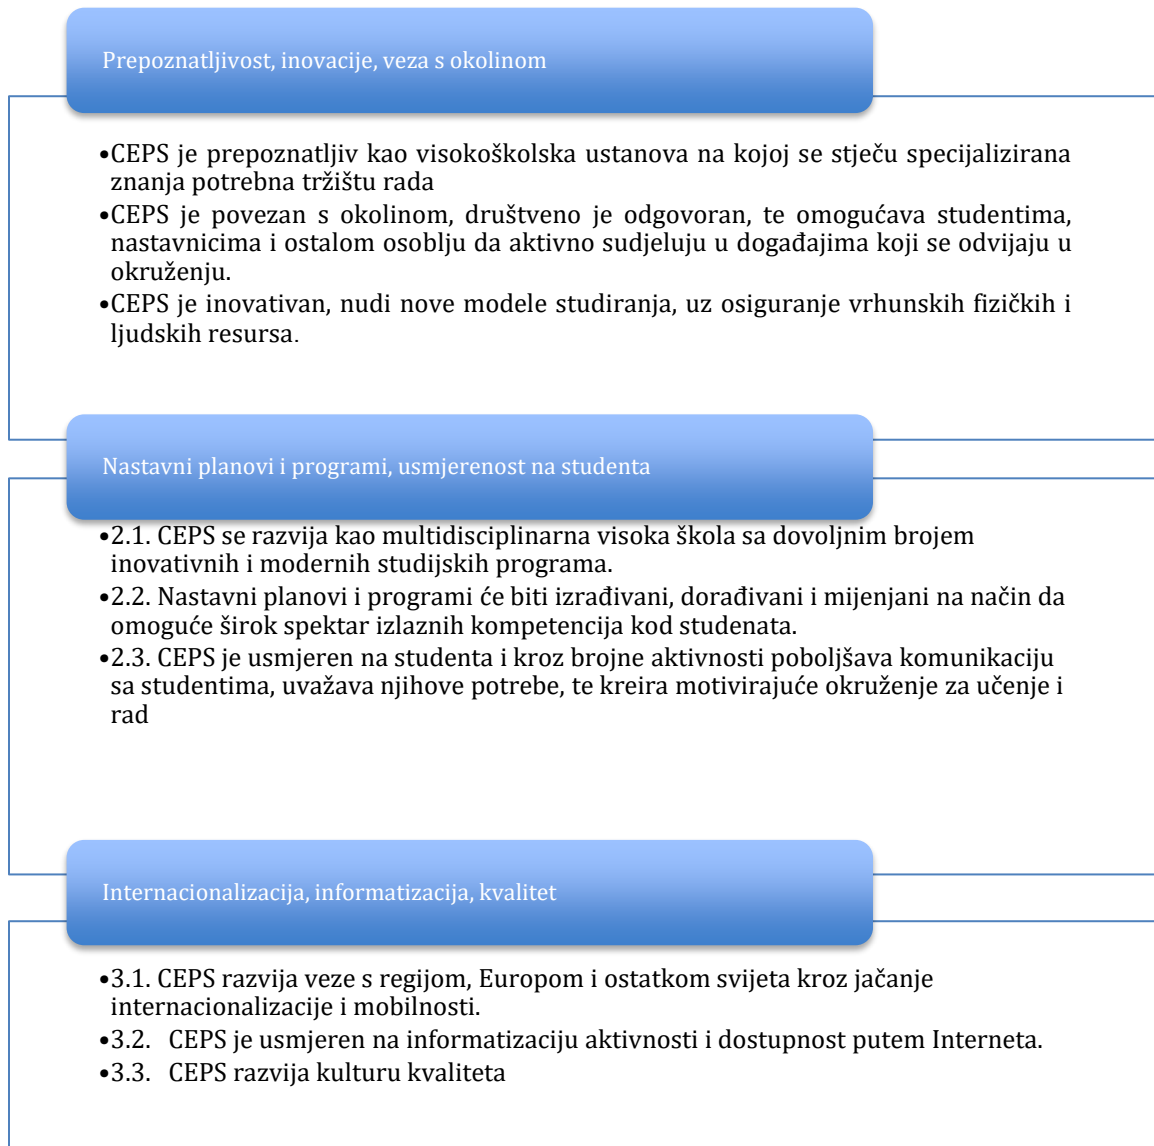 Prepoznatljivost, inovacije, veza s okolinom
•CEPS je prepoznatljiv kao visokoškolska ustanova na kojoj se stječu specijalizirana
znanja potrebna tržištu rada
•CEPS je povezan s okolinom, društveno je odgovoran, te omogućava studentima,
nastavnicima i ostalom osoblju da aktivno sudjeluju u događajima koji se odvijaju u
okruženju.
•CEPS je inovativan, nudi nove modele studiranja, uz osiguranje vrhunskih fizičkih i
ljudskih resursa.
Nastavni planovi i programi, usmjerenost na studenta
•2.1. CEPS se razvija kao multidisciplinarna visoka škola sa dovoljnim brojem
inovativnih i modernih studijskih programa.
•2.2. Nastavni planovi i programi će biti izrađivani, dorađivani i mijenjani na način da
omoguće širok spektar izlaznih kompetencija kod studenata.
•2.3. CEPS je usmjeren na studenta i kroz brojne aktivnosti poboljšava komunikaciju
sa studentima, uvažava njihove potrebe, te kreira motivirajuće okruženje za učenje i
rad
Internacionalizacija, informatizacija, kvalitet
•3.1. CEPS razvija veze s regijom, Europom i ostatkom svijeta kroz jačanje
internacionalizacije i mobilnosti.
•3.2. CEPS je usmjeren na informatizaciju aktivnosti i dostupnost putem Interneta.
•3.3. CEPS razvija kulturu kvaliteta